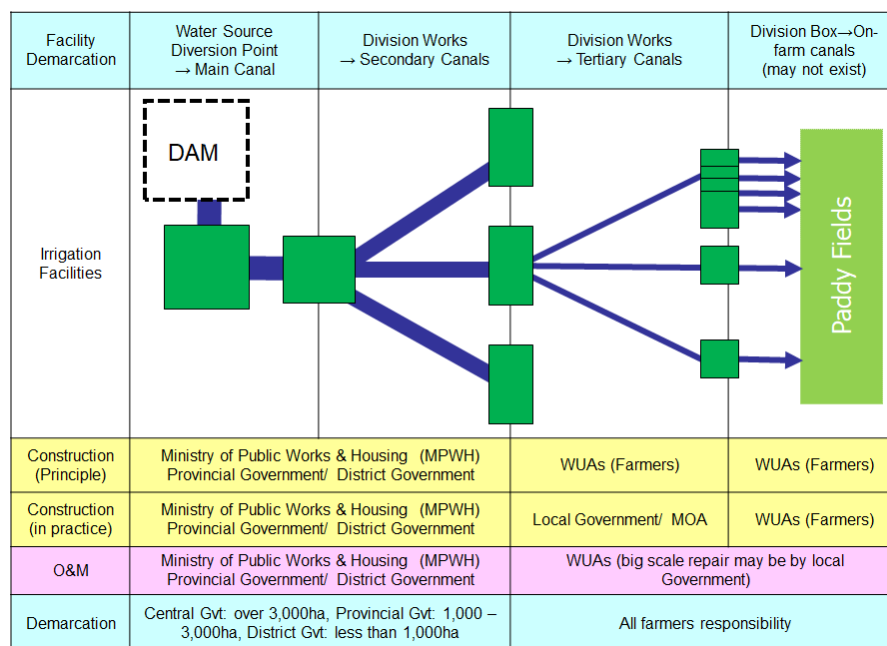 Facility
Demarcation
Water Source
Diversion Point
→ Main Canal
Division Works
→ Secondary Canals
Division Works
→ Tertiary Canals
Division Box→On-
farm canals
(may not exist)
Irrigation
Facilities
DAM
Paddy Fields
Construction
(Principle)
Ministry of Public Works & Housing (MPWH)
Provincial Government/ District Government
WUAs (Farmers)
WUAs (Farmers)
Construction
(in practice)
Ministry of Public Works & Housing (MPWH)
Provincial Government/ District Government
Local Government/ MOA
WUAs (Farmers)
O&M
Ministry of Public Works & Housing (MPWH)
Provincial Government/ District Government
WUAs (big scale repair may be by local
Government)
Demarcation
Central Gvt: over 3,000ha, Provincial Gvt: 1,000 –
3,000ha, District Gvt: less than 1,000ha
All farmers responsibility